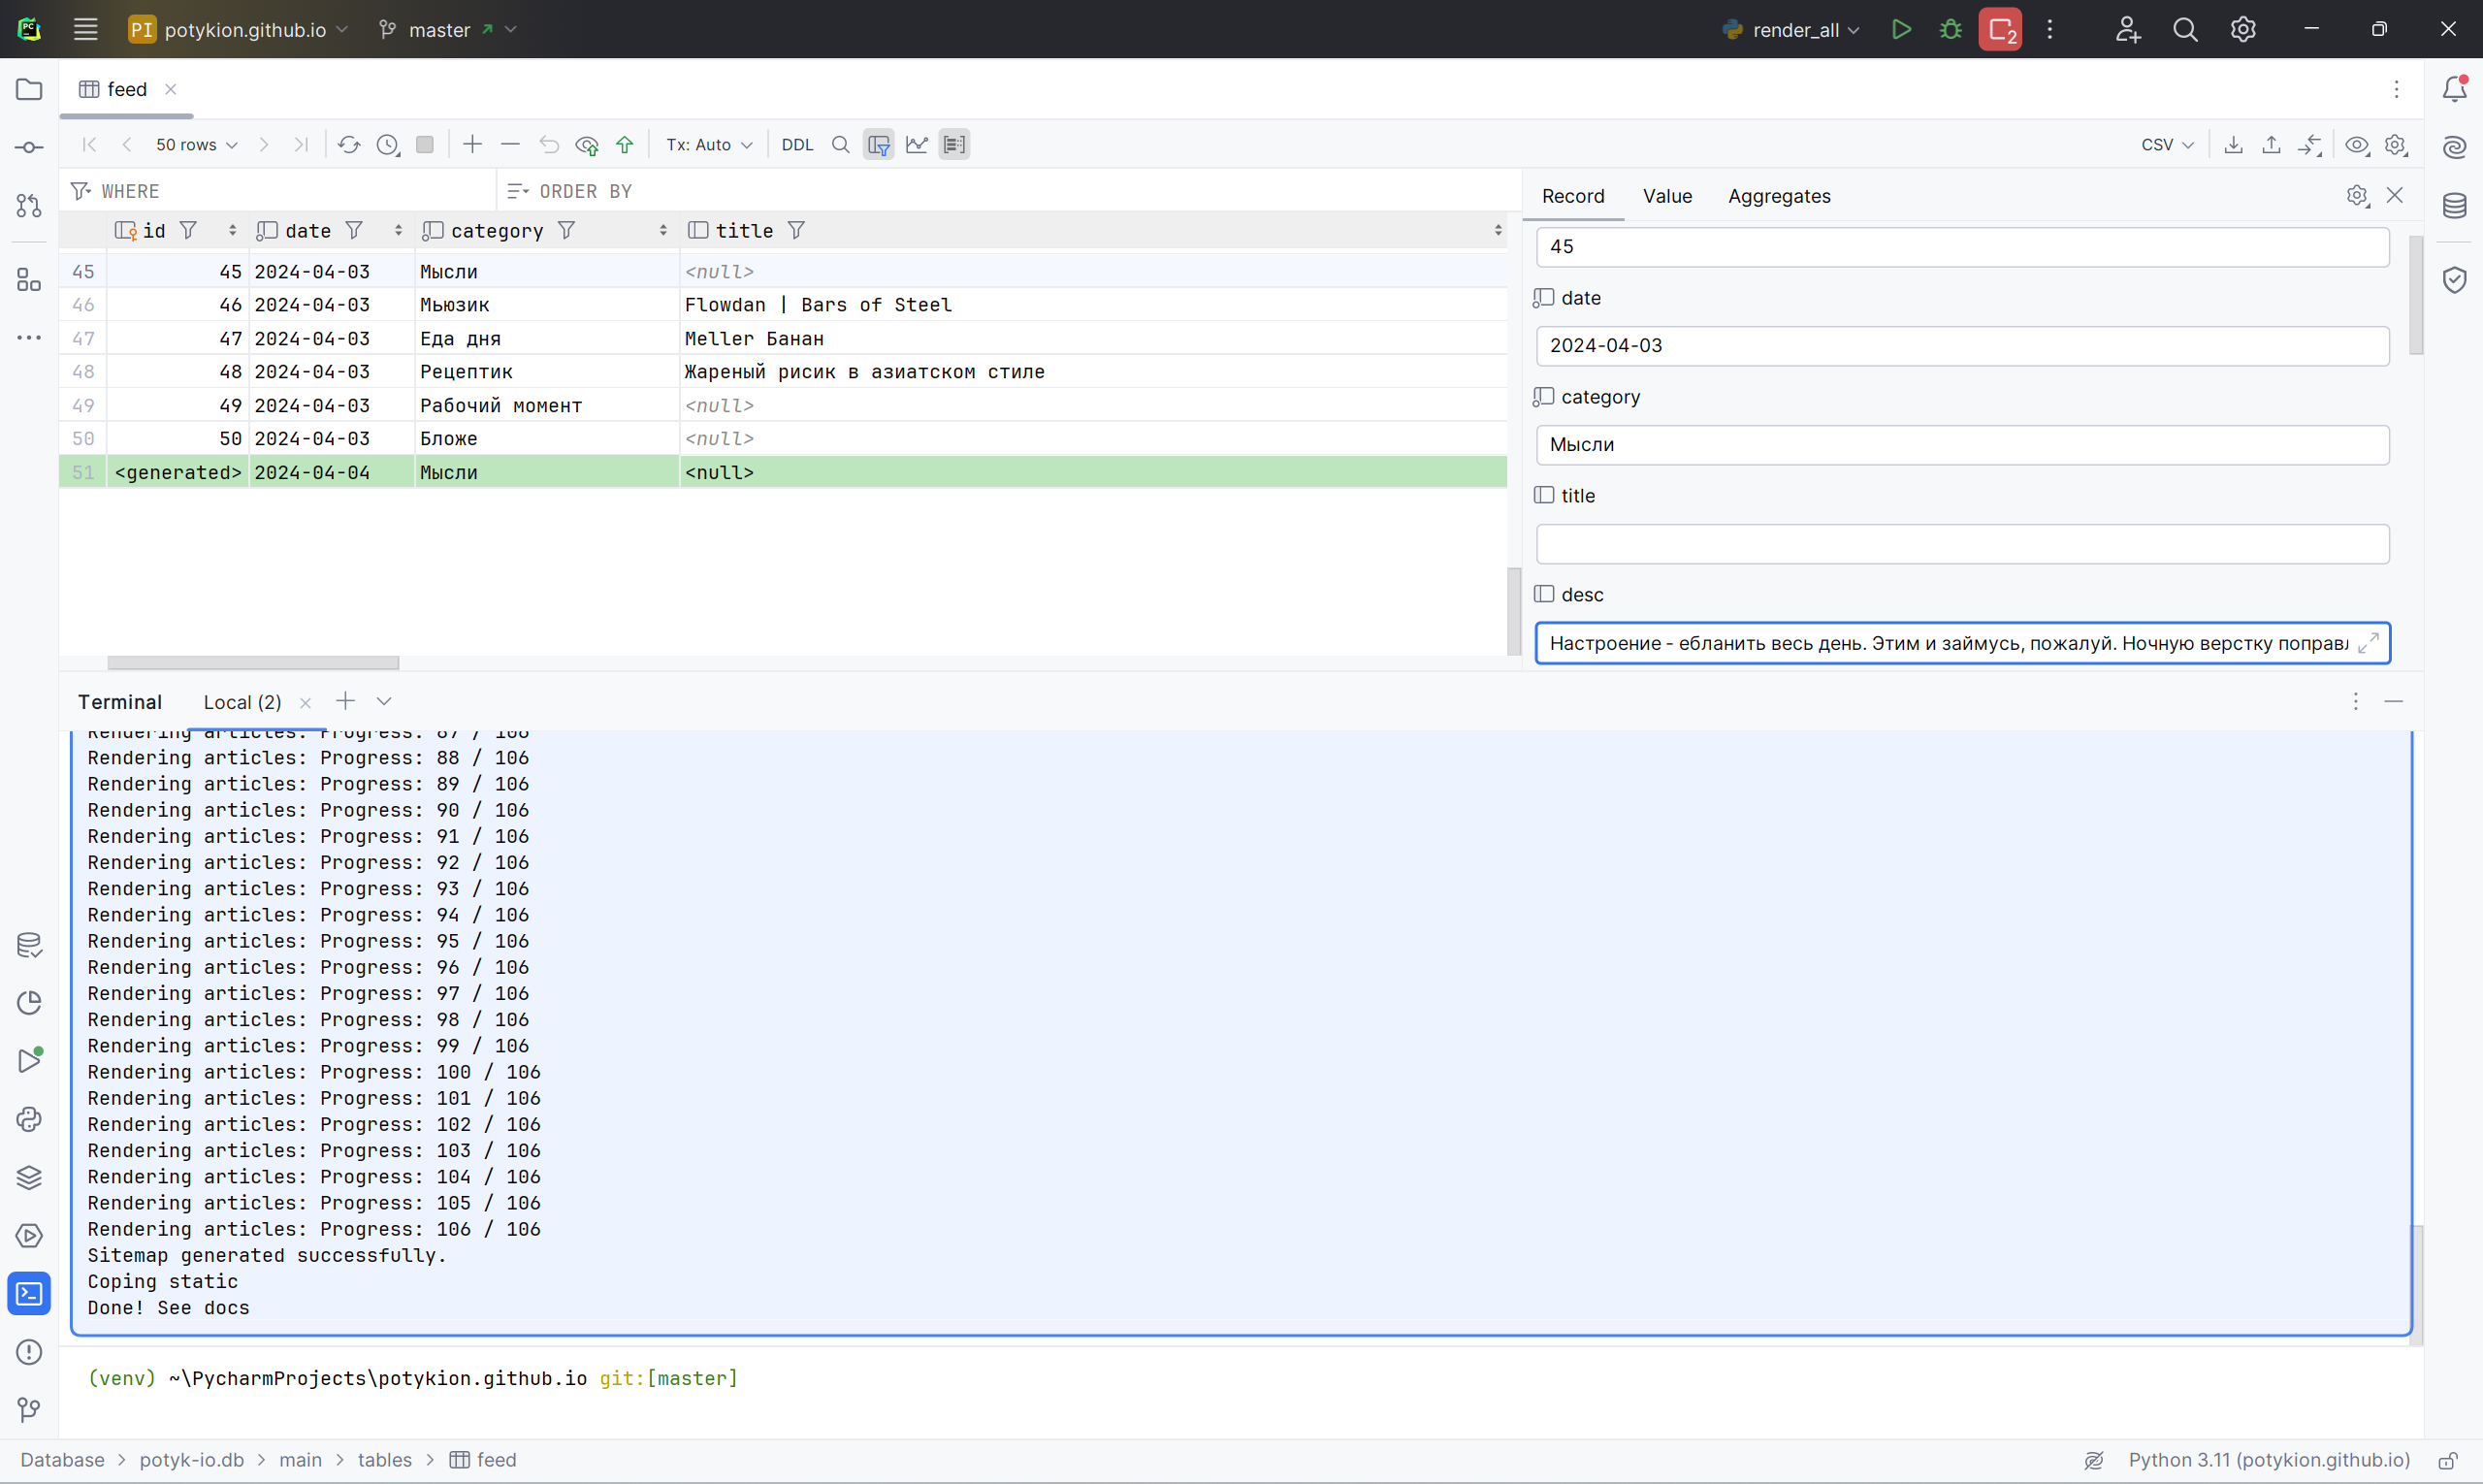 PC PI potykion.github.io master render_all 2
feed
50 rows Tx: Auto DDL CSV
WHERE ORDER BY
id date category title
45 45 2024-04-03 Мысли <null>
46 46 2024-04-03 Мьюзик Flowdan | Bars of Steel
47 47 2024-04-03 Еда дня Meller Банан
48 48 2024-04-03 Рецептик Жареный рисик в азиатском стиле
49 49 2024-04-03 Рабочий момент <null>
50 50 2024-04-03 Бложе <null>
51 <generated> 2024-04-04 Мысли <null>
Record Value Aggregates
45
date
2024-04-03
category
Мысли
title
desc
Настроение - ебланить весь день. Этим и займусь, пожалуй. Ночную верстку поправл
Terminal Local (2)
Rendering articles: Progress: 87 / 106
Rendering articles: Progress: 88 / 106
Rendering articles: Progress: 89 / 106
Rendering articles: Progress: 90 / 106
Rendering articles: Progress: 91 / 106
Rendering articles: Progress: 92 / 106
Rendering articles: Progress: 93 / 106
Rendering articles: Progress: 94 / 106
Rendering articles: Progress: 95 / 106
Rendering articles: Progress: 96 / 106
Rendering articles: Progress: 97 / 106
Rendering articles: Progress: 98 / 106
Rendering articles: Progress: 99 / 106
Rendering articles: Progress: 100 / 106
Rendering articles: Progress: 101 / 106
Rendering articles: Progress: 102 / 106
Rendering articles: Progress: 103 / 106
Rendering articles: Progress: 104 / 106
Rendering articles: Progress: 105 / 106
Rendering articles: Progress: 106 / 106
Sitemap generated successfully.
Coping static
Done! See docs
(venv) ~\PycharmProjects\potykion.github.io git:[master]
Database > potyk-io.db > main > tables > feed
Python 3.11 (potykion.github.io)